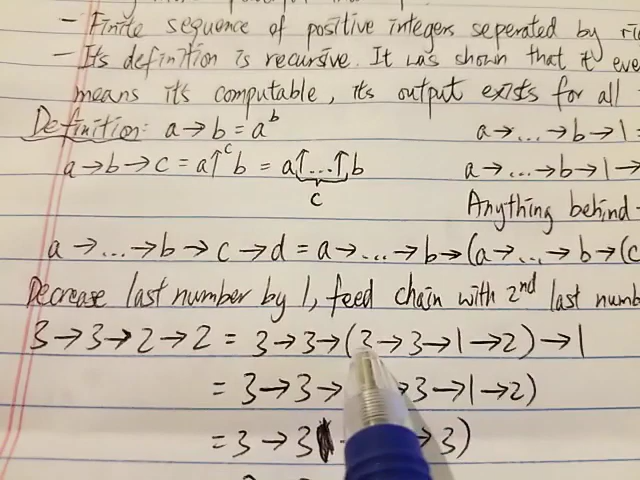 - Finite sequence of positive integers seperated by
- Its definition is recursive. It was shown that it
means its computable, its output exists for all
Definition: a→b = a^b
a→...→b→1 =
a→b→c = a↑^c b = a↑...↑b
c
a→...→b→1→
Anything behind
a→...→b→c→d = a→...→b→(a→...→b→(c
Decrease last number by 1, feed chain with 2nd last
3→3→2→2 = 3→3→(3→3→1→2)→1
= 3→3→ →3→1→2)
= 3→3 →3)